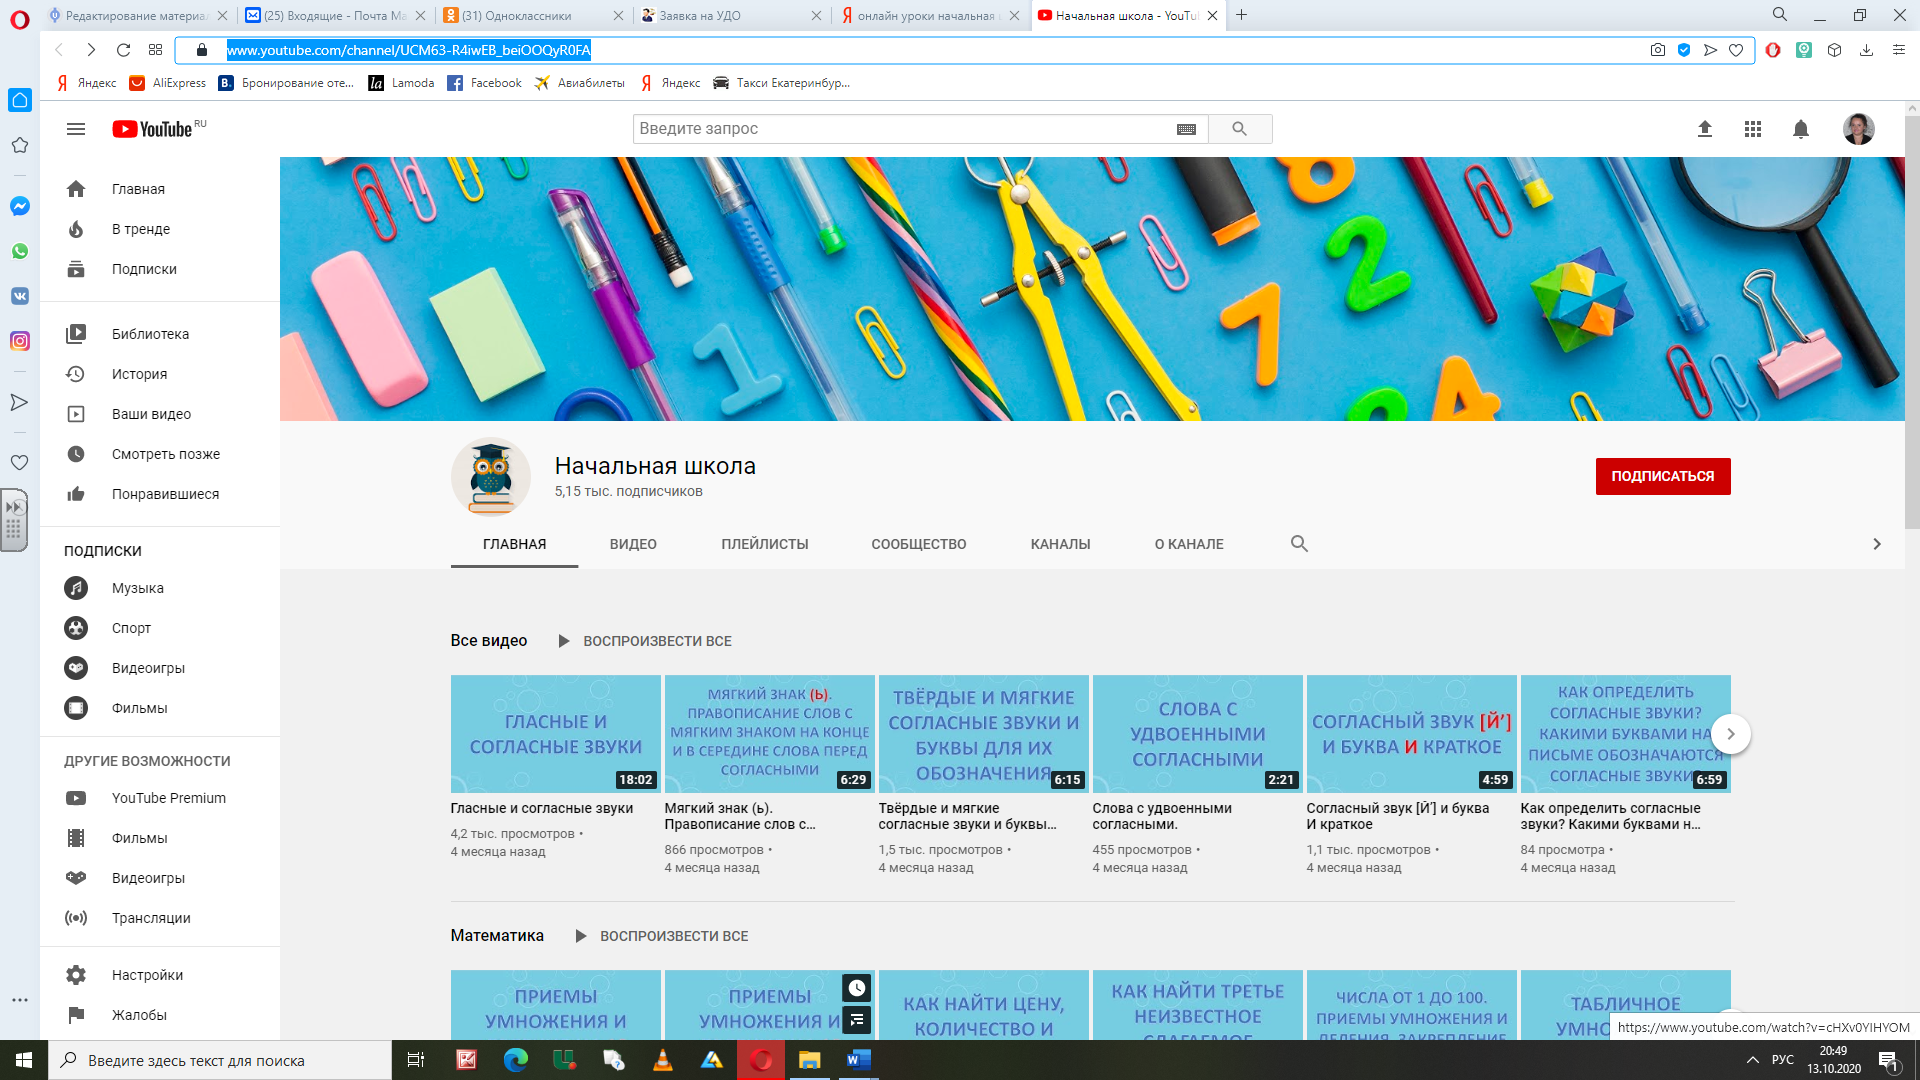 Редактирование материал
(25) Входящие - Почта Ма
(31) Одноклассники
Заявка на УДО
онлайн уроки начальная
Начальная школа - YouTu
www.youtube.com/channel/UCM63-R4iwEB_beiOOQyR0FA
Яндекс
AliExpress
Бронирование оте...
Lamoda
Facebook
Авиабилеты
Яндекс
Такси Екатеринбур...
YouTube RU
Введите запрос
Главная
В тренде
Подписки
Библиотека
История
Ваши видео
Смотреть позже
Понравившиеся
ПОДПИСКИ
Музыка
Спорт
Видеоигры
Фильмы
ДРУГИЕ ВОЗМОЖНОСТИ
YouTube Premium
Фильмы
Видеоигры
Трансляции
Настройки
Жалобы
1
7
2
8
2
4
Начальная школа
5,15 тыс. подписчиков
ПОДПИСАТЬСЯ
ГЛАВНАЯ
ВИДЕО
ПЛЕЙЛИСТЫ
СООБЩЕСТВО
КАНАЛЫ
О КАНАЛЕ
Все видео
ВОСПРОИЗВЕСТИ ВСЕ
ГЛАСНЫЕ И
СОГЛАСНЫЕ ЗВУКИ
18:02
Гласные и согласные звуки
4,2 тыс. просмотров •
4 месяца назад
МЯГКИЙ ЗНАК (Ь).
ПРАВОПИСАНИЕ СЛОВ С
МЯГКИМ ЗНАКОМ НА КОНЦЕ
И В СЕРЕДИНЕ СЛОВА ПЕРЕД
СОГЛАСНЫМИ
6:29
Мягкий знак (ь).
Правописание слов с...
866 просмотров •
4 месяца назад
ТВЁРДЫЕ И МЯГКИЕ
СОГЛАСНЫЕ ЗВУКИ И
БУКВЫ ДЛЯ ИХ
ОБОЗНАЧЕНИЯ
6:15
Твёрдые и мягкие
согласные звуки и буквы...
1,5 тыс. просмотров •
4 месяца назад
СЛОВА С
УДВОЕННЫМИ
СОГЛАСНЫМИ
2:21
Слова с удвоенными
согласными.
455 просмотров •
4 месяца назад
СОГЛАСНЫЙ ЗВУК [Й’]
И БУКВА И КРАТКОЕ
4:59
Согласный звук [Й’] и буква
И краткое
1,1 тыс. просмотров •
4 месяца назад
КАК ОПРЕДЕЛИТЬ
СОГЛАСНЫЕ ЗВУКИ?
КАКИМИ БУКВАМИ НА
ПИСЬМЕ ОБОЗНАЧАЮТСЯ
СОГЛАСНЫЕ ЗВУКИ
6:59
Как определить согласные
звуки? Какими буквами н...
84 просмотра •
4 месяца назад
Математика
ВОСПРОИЗВЕСТИ ВСЕ
ПРИЕМЫ
УМНОЖЕНИЯ И
ПРИЕМЫ
УМНОЖЕНИЯ И
КАК НАЙТИ ЦЕНУ,
КОЛИЧЕСТВО И
КАК НАЙТИ ТРЕТЬЕ
НЕИЗВЕСТНОЕ
СЛАГАЕМОЕ
ЧИСЛА ОТ 1 ДО 100.
ПРИЕМЫ УМНОЖЕНИЯ И
ДЕЛЕНИЯ. ЗАКРЕПЛЕНИЕ
ТАБЛИЧНОЕ
https://www.youtube.com/watch?v=cHXv0YIHYOM
Введите здесь текст для поиска
РУС
20:49
13.10.2020
1